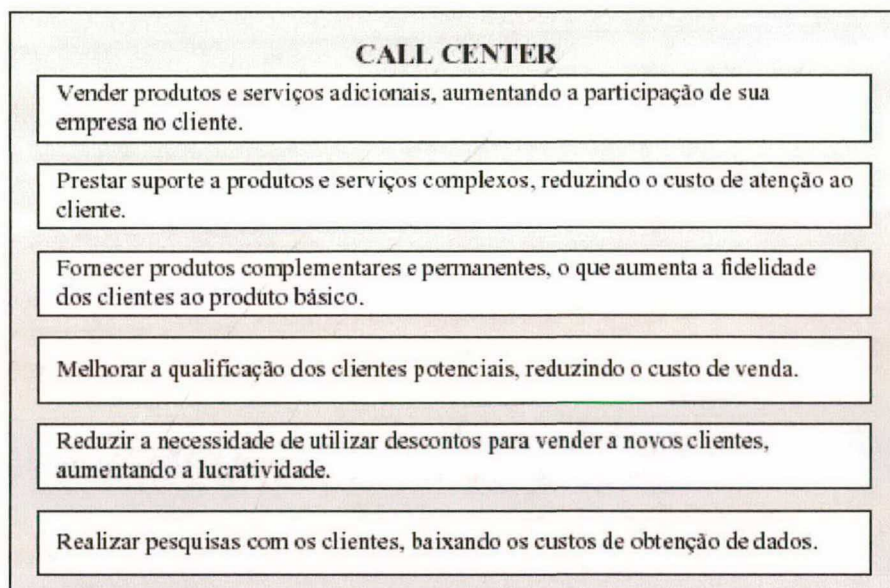 CALL CENTER
Vender produtos e serviços adicionais, aumentando a participação de sua
empresa no cliente.
Prestar suporte a produtos e serviços complexos, reduzindo o custo de atenção ao
cliente.
Fornecer produtos complementares e permanentes, o que aumenta a fidelidade
dos clientes ao produto básico.
Melhorar a qualificação dos clientes potenciais, reduzindo o custo de venda.
Reduzir a necessidade de utilizar descontos para vender a novos clientes,
aumentando a lucratividade.
Realizar pesquisas com os clientes, baixando os custos de obtenção de dados.